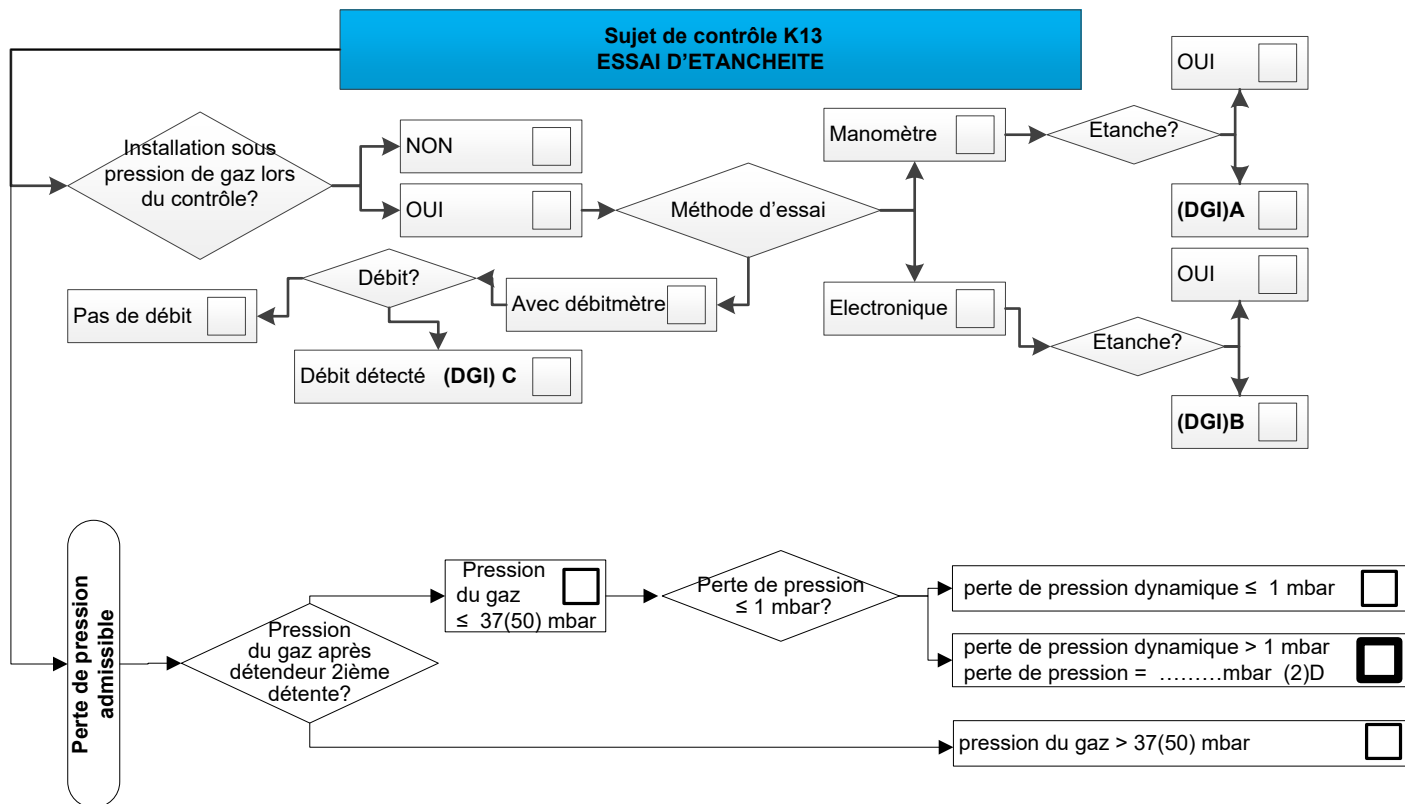 Sujet de contrôle K13
ESSAI D'ETANCHEITE
Installation sous
pression de gaz lors
du contrôle?
NON
OUI
Méthode d'essai
Manomètre
Etanche?
OUI
(DGI)A
Electronique
Etanche?
OUI
(DGI)B
Avec débitmètre
Débit?
Pas de débit
Débit détecté (DGI) C
Perte de pression
admissible
Pression
du gaz après
détendeur 2ième
détente?
Pression
du gaz
≤ 37(50) mbar
Perte de pression
≤ 1 mbar?
perte de pression dynamique ≤ 1 mbar
perte de pression dynamique > 1 mbar
perte de pression = .........mbar (2)D
pression du gaz > 37(50) mbar